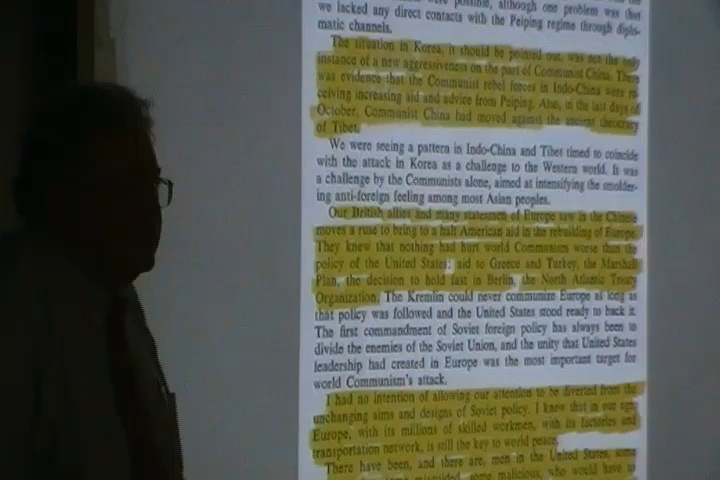 we lacked any direct contacts with the Peiping regime through diplo-
matic channels.
The situation in Korea, it should be pointed out, was not the only
instance of a new aggressiveness on the part of Communist China. There
was evidence that the Communist rebel forces in Indo-China were re-
ceiving increasing aid and advice from Peiping. Also, in the last days of
October, Communist China had moved against the ancient theocracy
of Tibet.
We were seeing a pattern in Indo-China and Tibet timed to coincide
with the attack in Korea as a challenge to the Western world. It was
a challenge by the Communists alone, aimed at intensifying the smolder-
ing anti-foreign feeling among most Asian peoples.
Our British allies and many statesmen of Europe saw in the Chinese
moves a ruse to bring to a halt American aid in the rebuilding of Europe.
They knew that nothing had hurt world Communism worse than the
policy of the United States: aid to Greece and Turkey, the Marshall
Plan, the decision to hold fast in Berlin, the North Atlantic Treaty
Organization. The Kremlin could never communize Europe as long as
that policy was followed and the United States stood ready to back it.
The first commandment of Soviet foreign policy has always been to
divide the enemies of the Soviet Union, and the unity that United States
leadership had created in Europe was the most important target for
world Communism's attack.
I had no intention of allowing our attention to be diverted from the
unchanging aims and designs of Soviet policy. I knew that in our age
Europe, with its millions of skilled workmen, with its factories and
transportation network, is still the key to world peace.
There have been, and there are, men in the United States, some
some malicious, who would have us